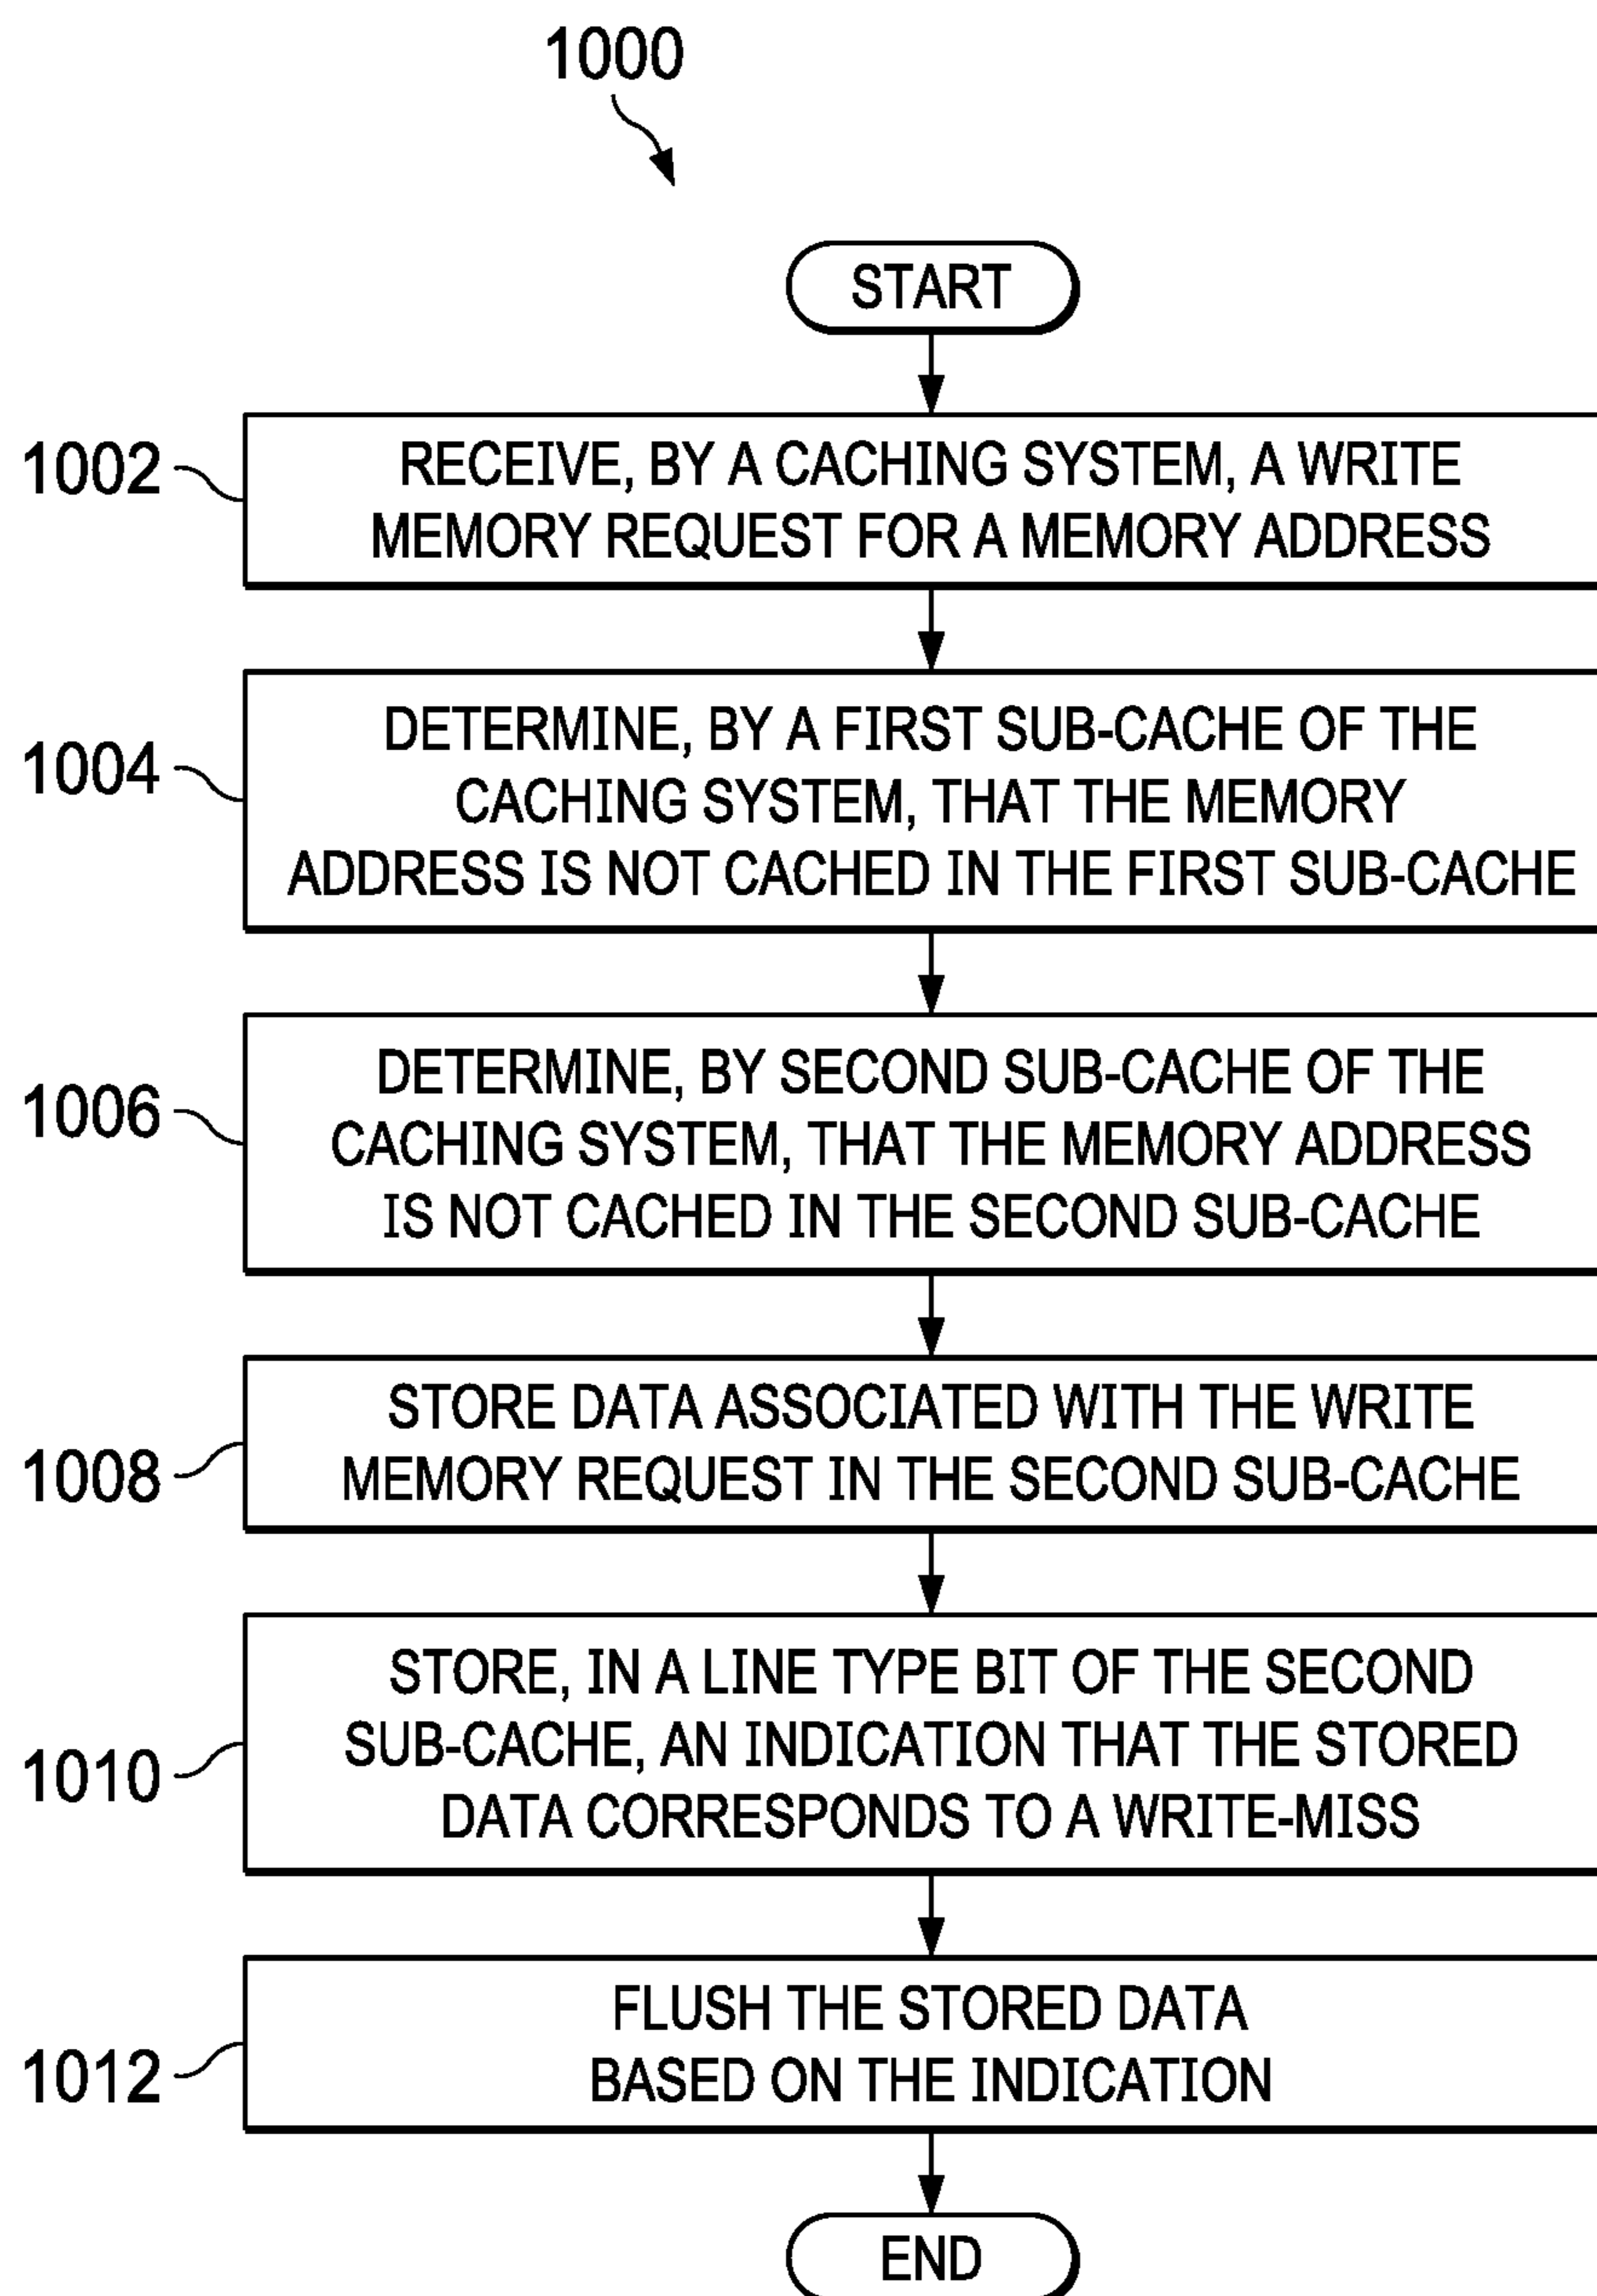 1000
START
1002
RECEIVE, BY A CACHING SYSTEM, A WRITE
MEMORY REQUEST FOR A MEMORY ADDRESS
1004
DETERMINE, BY A FIRST SUB-CACHE OF THE
CACHING SYSTEM, THAT THE MEMORY
ADDRESS IS NOT CACHED IN THE FIRST SUB-CACHE
1006
DETERMINE, BY SECOND SUB-CACHE OF THE
CACHING SYSTEM, THAT THE MEMORY ADDRESS
IS NOT CACHED IN THE SECOND SUB-CACHE
1008
STORE DATA ASSOCIATED WITH THE WRITE
MEMORY REQUEST IN THE SECOND SUB-CACHE
1010
STORE, IN A LINE TYPE BIT OF THE SECOND
SUB-CACHE, AN INDICATION THAT THE STORED
DATA CORRESPONDS TO A WRITE-MISS
1012
FLUSH THE STORED DATA
BASED ON THE INDICATION
END